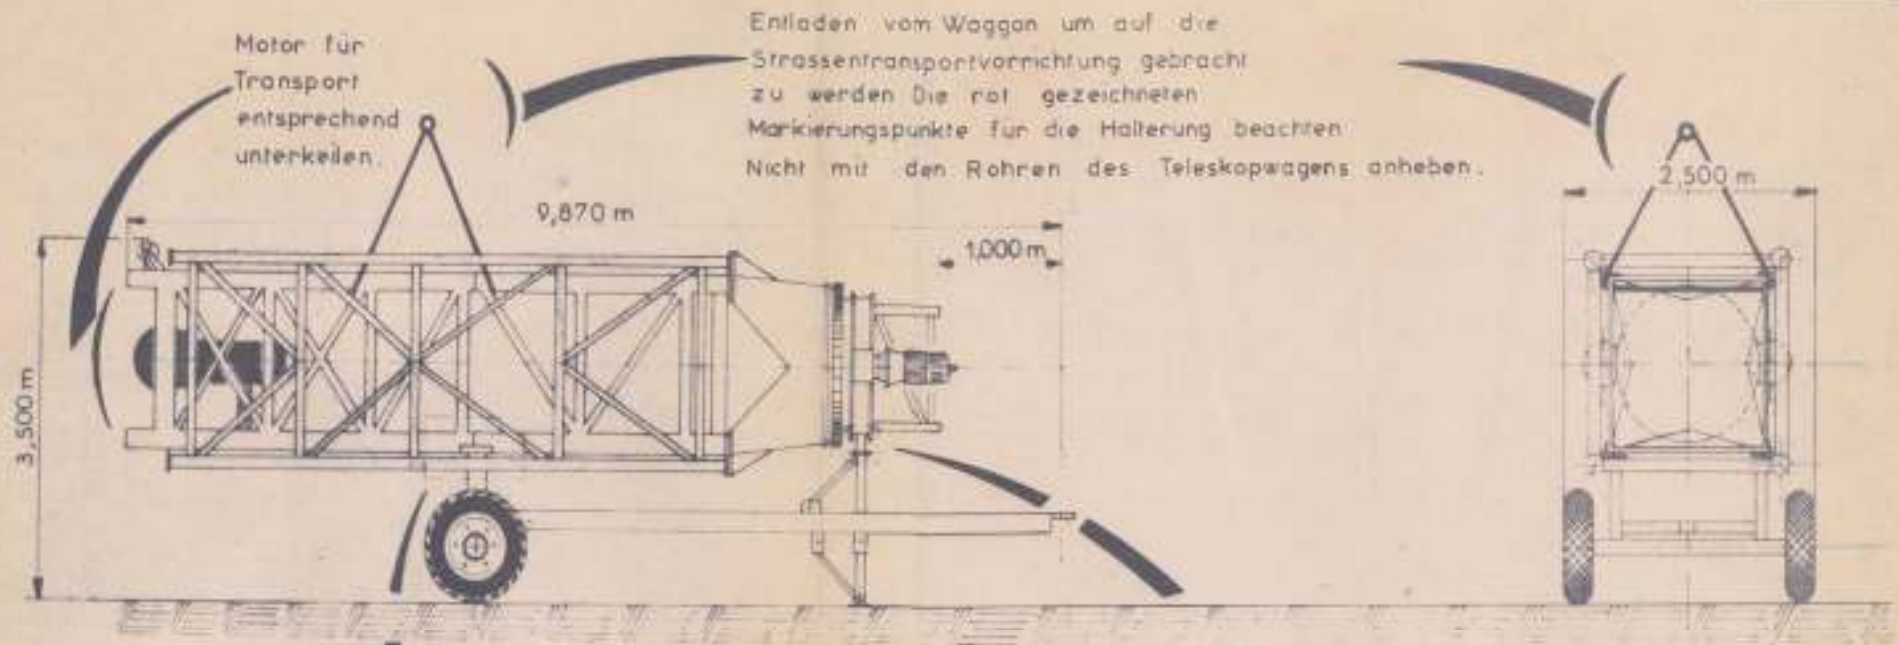 Motor für
Transport
entsprechend
unterkeilen.
Entladen vom Waggon um auf die
Strassentransportvorrichtung gebracht
zu werden Die rot gezeichneten
Markierungspunkte für die Halterung beachten
Nicht mit den Rohren des Teleskopwagens anheben.
9,870 m
1,000 m
3,500 m
2,500 m